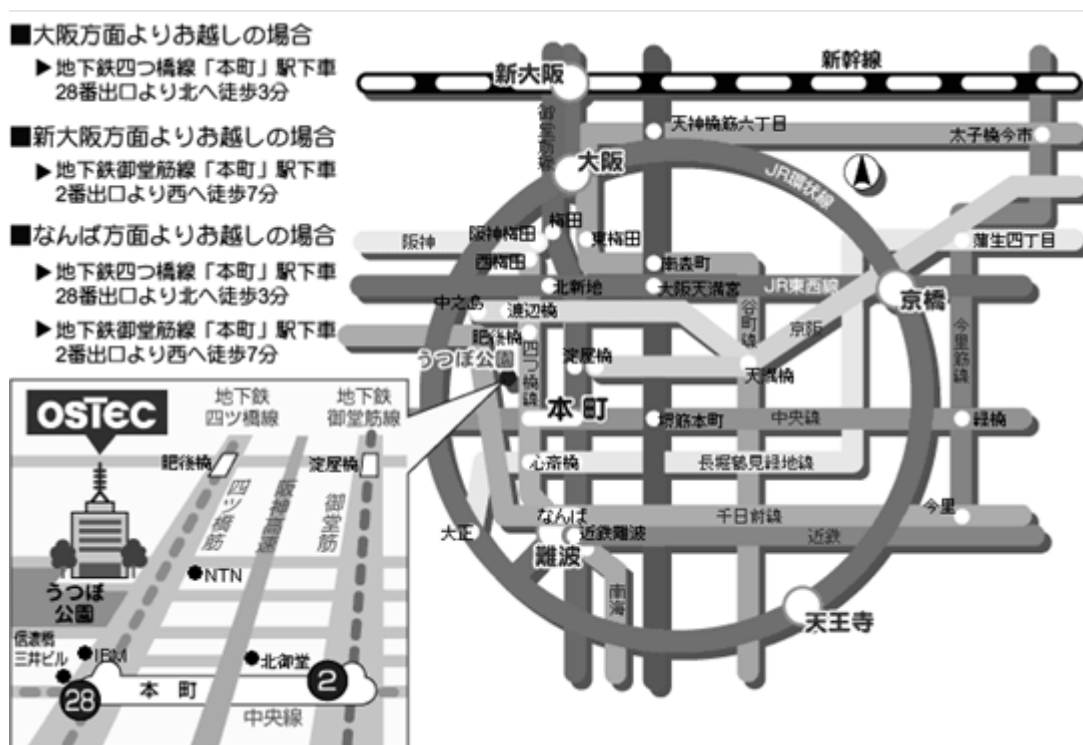 ■大阪方面よりお越しの場合
▶地下鉄四つ橋線「本町」駅下車
28番出口より北へ徒歩3分
■新大阪方面よりお越しの場合
▶地下鉄御堂筋線「本町」駅下車
2番出口より西へ徒歩7分
■なんば方面よりお越しの場合
▶地下鉄四つ橋線「本町」駅下車
28番出口より北へ徒歩3分
▶地下鉄御堂筋線「本町」駅下車
2番出口より西へ徒歩7分
新幹線
新大阪
御堂筋線
天神橋筋六丁目
太子橋今市
大阪
JR環状線
梅田
阪神
阪神梅田
東梅田
蒲生四丁目
西梅田
南森町
北新地
大阪天満宮
JR東西線
京橋
中之島
渡辺橋
谷町線
京阪
今里筋線
肥後橋
四つ橋線
うつぼ公園
淀屋橋
天満橋
本町
堺筋本町
中央線
緑橋
心斎橋
長堀鶴見緑地線
大正
なんば
千日前線
今里
近鉄難波
近鉄
難波
南海
天王寺
OSTEC
地下鉄
四ツ橋線
地下鉄
御堂筋線
肥後橋
淀屋橋
四ツ橋筋
阪神高速
御堂筋
NTN
うつぼ
公園
信濃橋
三井ビル
IBM
北御堂
28
本町
2
中央線